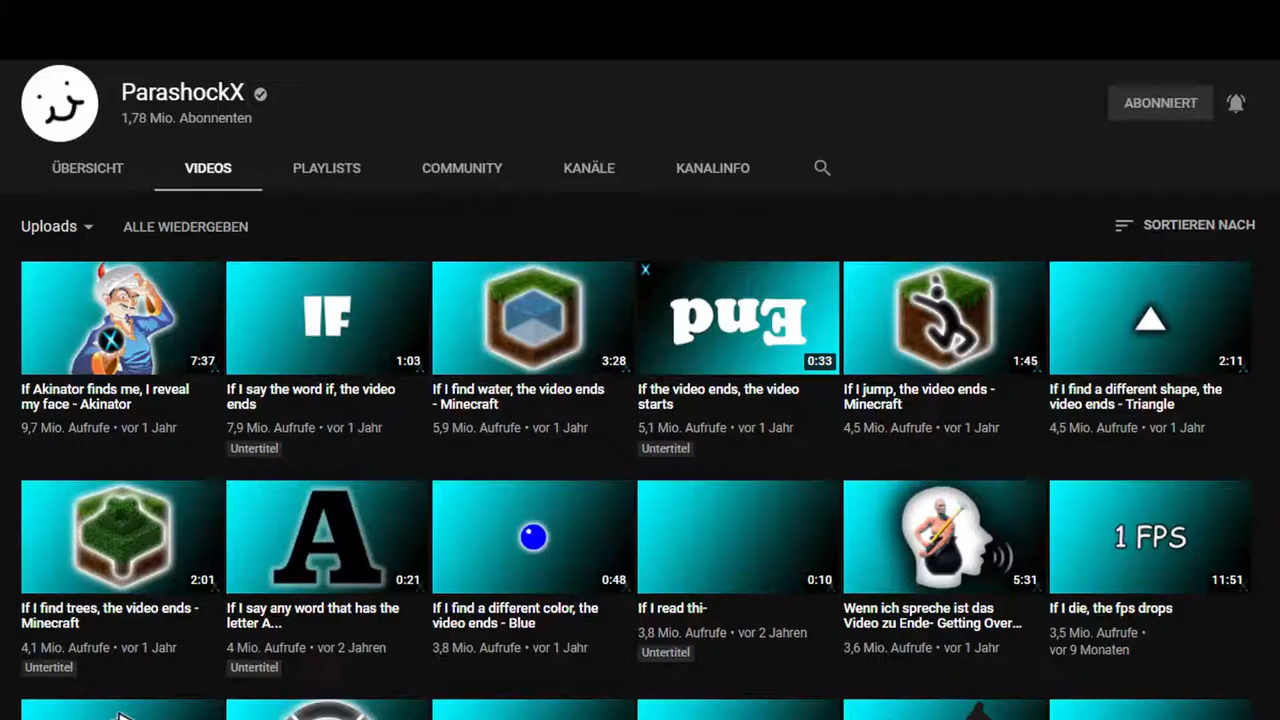 ParashockX
1,78 Mio. Abonnenten
ABONNIERT
ÜBERSICHT VIDEOS PLAYLISTS COMMUNITY KANÄLE KANALINFO
Uploads ALLE WIEDERGEBEN SORTIEREN NACH
X
7:37
If Akinator finds me, I reveal
my face - Akinator
9,7 Mio. Aufrufe • vor 1 Jahr
IF
1:03
If I say the word if, the video
ends
7,9 Mio. Aufrufe • vor 1 Jahr
Untertitel
3:28
If I find water, the video ends
- Minecraft
5,9 Mio. Aufrufe • vor 1 Jahr
X
End
0:33
If the video ends, the video
starts
5,1 Mio. Aufrufe • vor 1 Jahr
Untertitel
1:45
If I jump, the video ends -
Minecraft
4,5 Mio. Aufrufe • vor 1 Jahr
2:11
If I find a different shape, the
video ends - Triangle
4,5 Mio. Aufrufe • vor 1 Jahr
2:01
If I find trees, the video ends -
Minecraft
4,1 Mio. Aufrufe • vor 1 Jahr
Untertitel
A
0:21
If I say any word that has the
letter A...
4 Mio. Aufrufe • vor 2 Jahren
Untertitel
0:48
If I find a different color, the
video ends - Blue
3,8 Mio. Aufrufe • vor 1 Jahr
0:10
If I read thi-
3,8 Mio. Aufrufe • vor 2 Jahren
Untertitel
5:31
Wenn ich spreche ist das
Video zu Ende- Getting Over...
3,6 Mio. Aufrufe • vor 1 Jahr
1 FPS
11:51
If I die, the fps drops
3,5 Mio. Aufrufe •
vor 9 Monaten